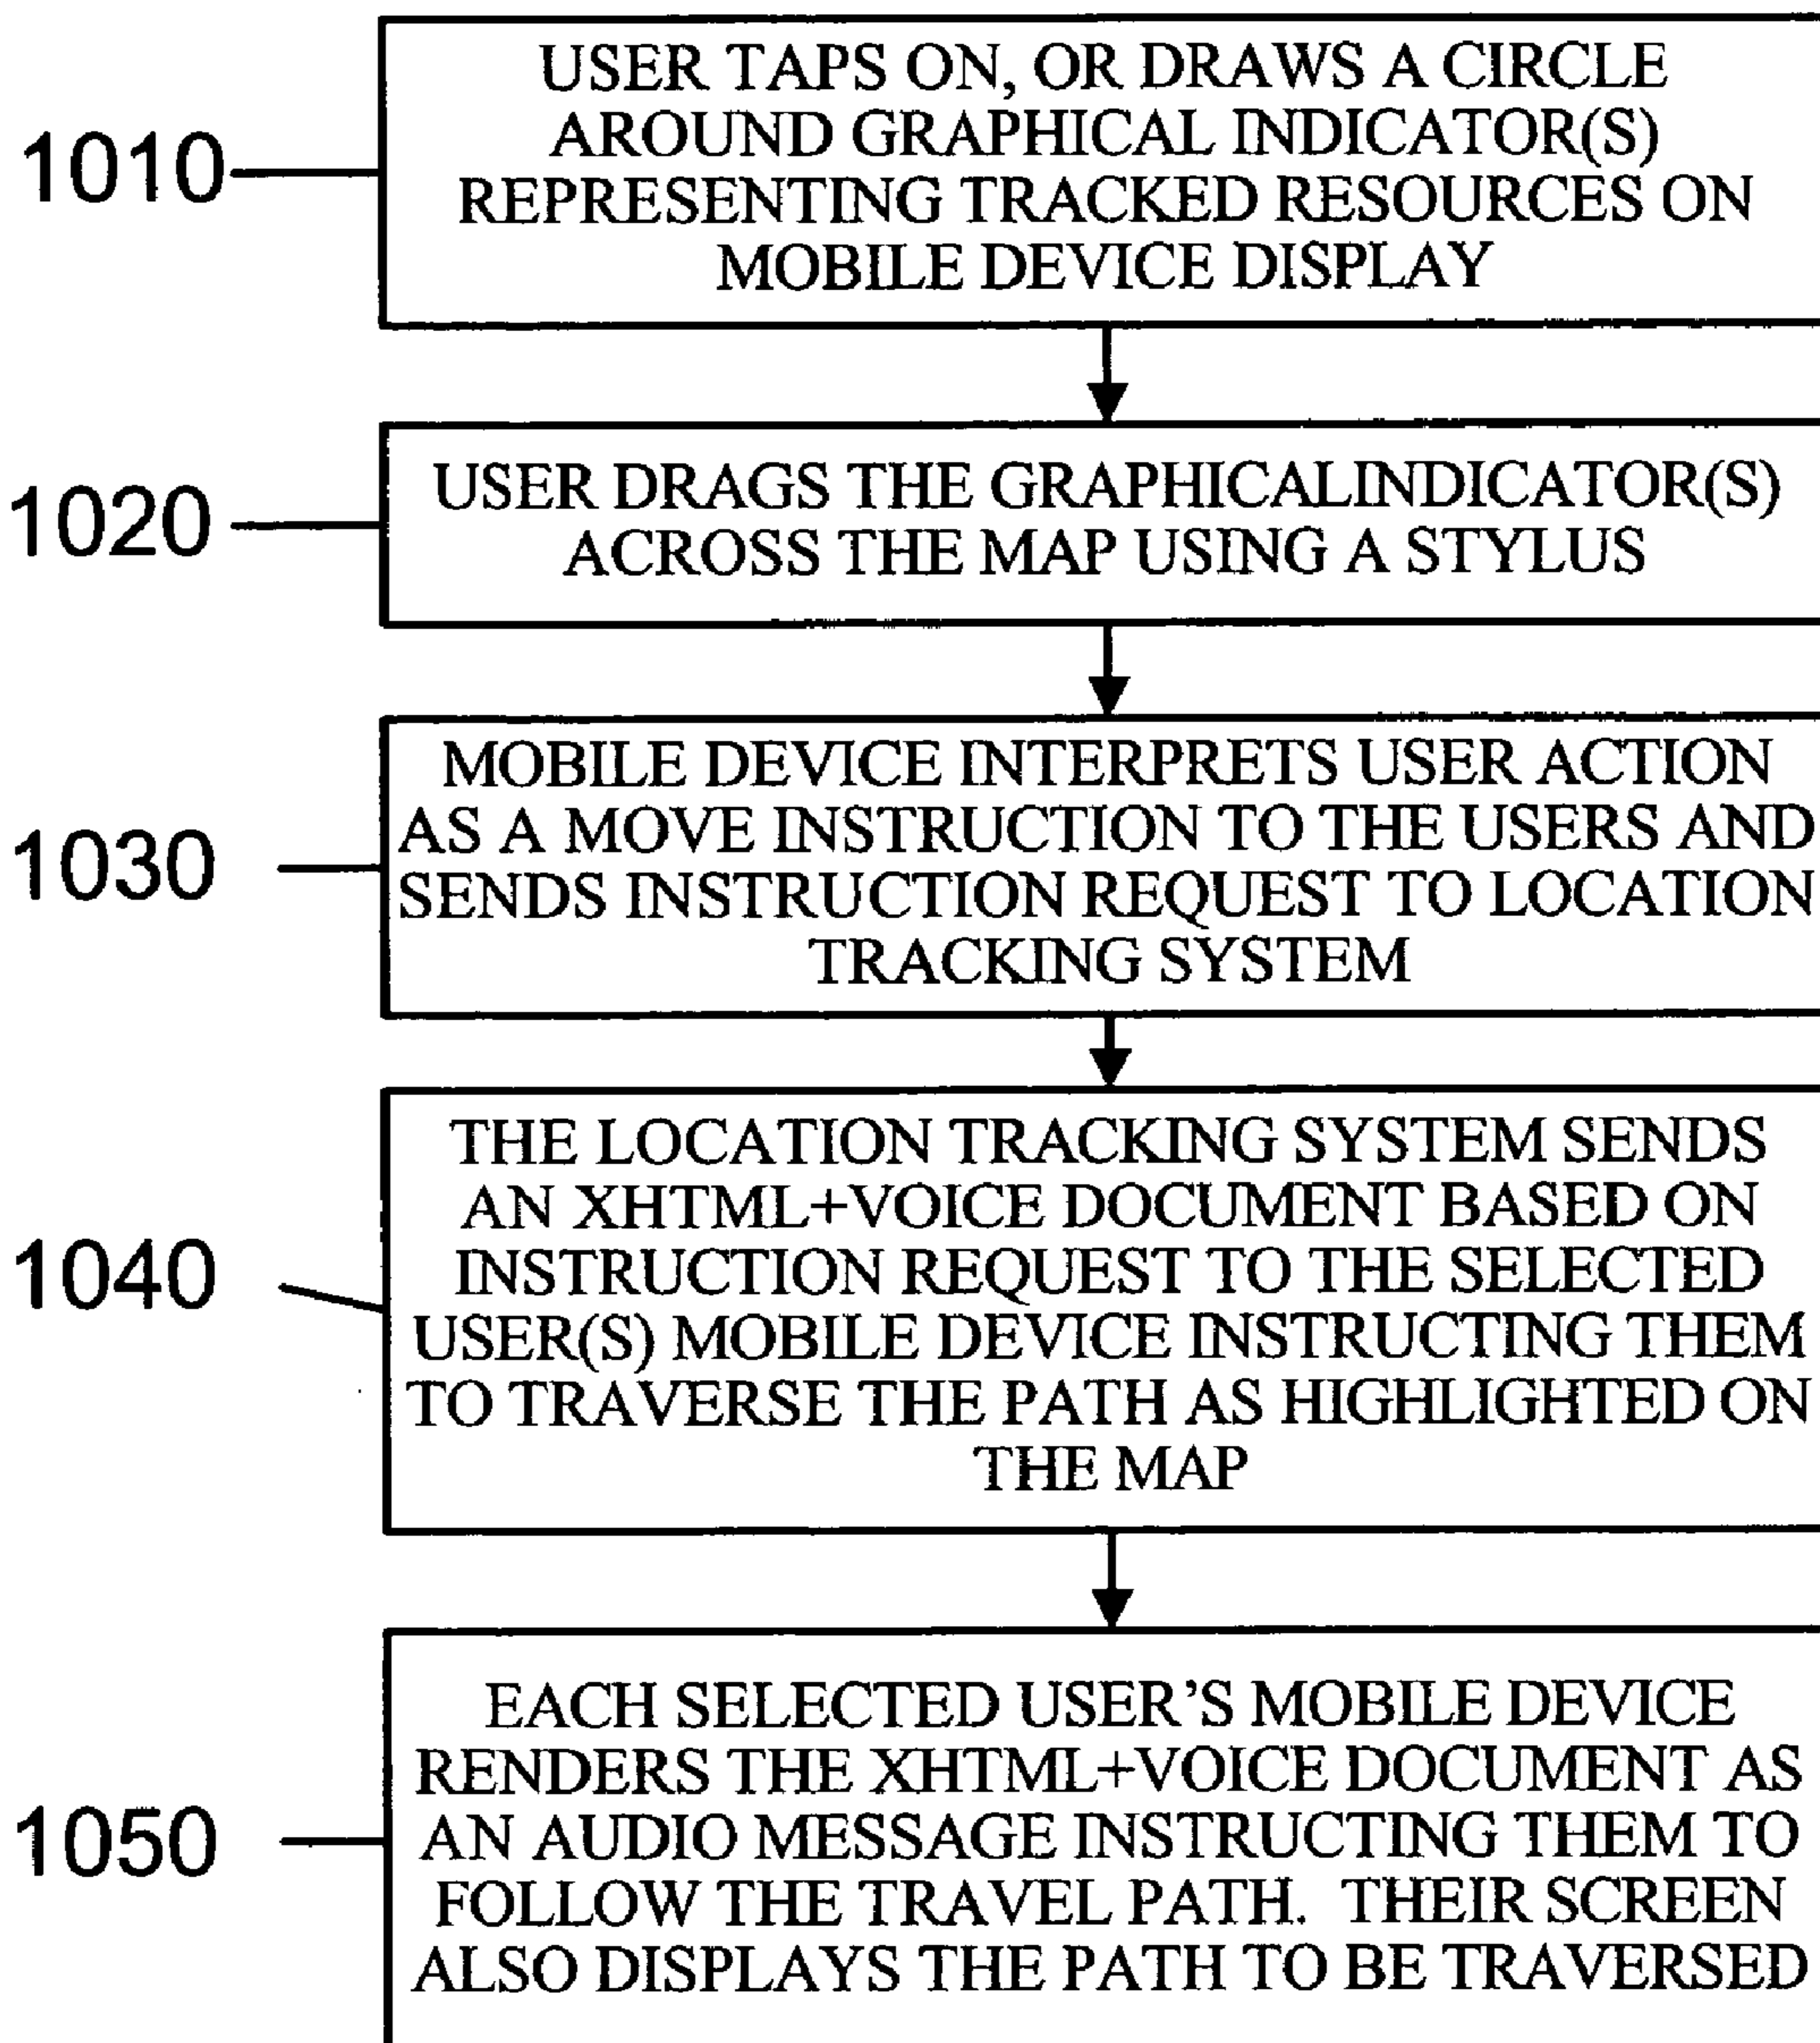 1010
USER TAPS ON, OR DRAWS A CIRCLE
AROUND GRAPHICAL INDICATOR(S)
REPRESENTING TRACKED RESOURCES ON
MOBILE DEVICE DISPLAY
1020
USER DRAGS THE GRAPHICALINDICATOR(S)
ACROSS THE MAP USING A STYLUS
1030
MOBILE DEVICE INTERPRETS USER ACTION
AS A MOVE INSTRUCTION TO THE USERS AND
SENDS INSTRUCTION REQUEST TO LOCATION
TRACKING SYSTEM
1040
THE LOCATION TRACKING SYSTEM SENDS
AN XHTML+VOICE DOCUMENT BASED ON
INSTRUCTION REQUEST TO THE SELECTED
USER(S) MOBILE DEVICE INSTRUCTING THEM
TO TRAVERSE THE PATH AS HIGHLIGHTED ON
THE MAP
1050
EACH SELECTED USER'S MOBILE DEVICE
RENDERS THE XHTML+VOICE DOCUMENT AS
AN AUDIO MESSAGE INSTRUCTING THEM TO
FOLLOW THE TRAVEL PATH. THEIR SCREEN
ALSO DISPLAYS THE PATH TO BE TRAVERSED